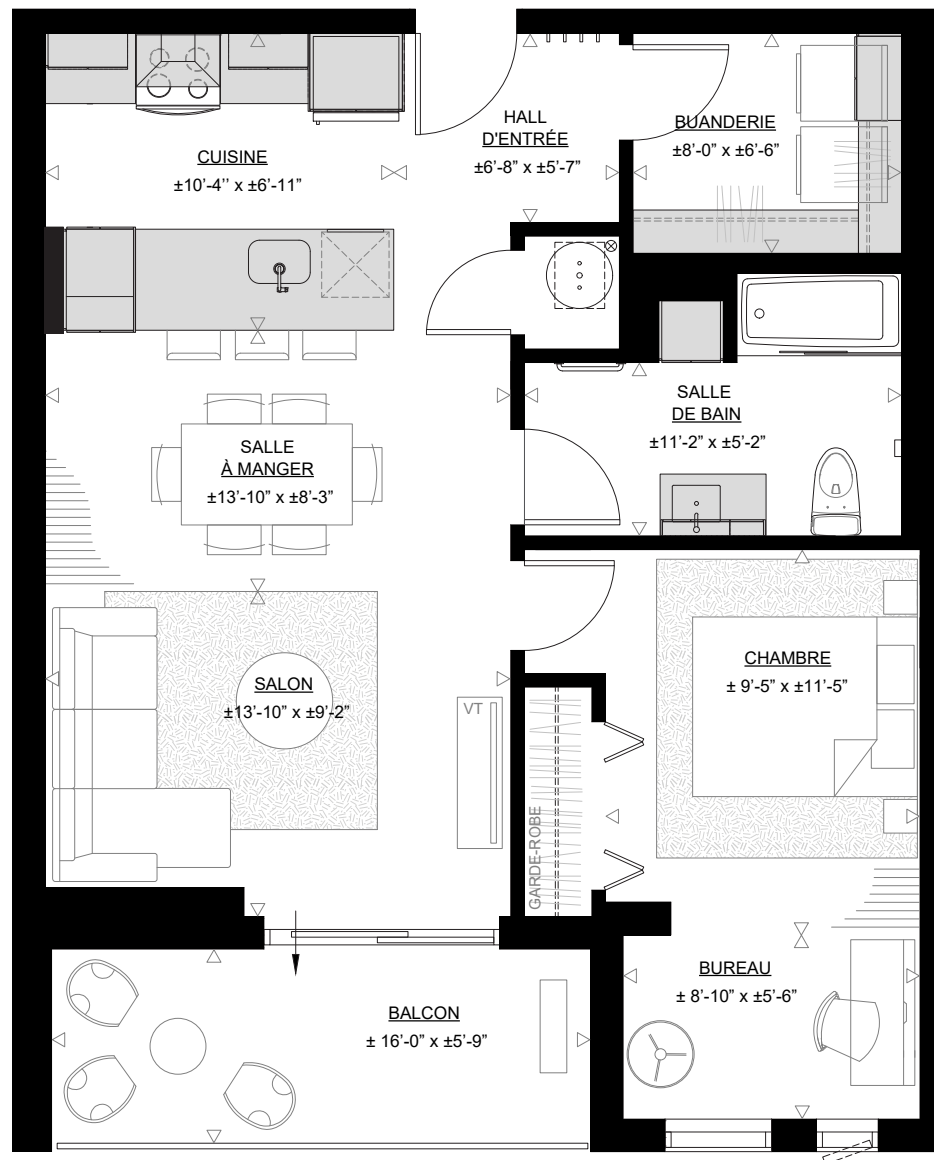 CUISINE
±10'-4'' x ±6'-11”
HALL
D'ENTRÉE
±6'-8” x ±5'-7”
BUANDERIE
±8'-0” x ±6'-6”
SALLE
DE BAIN
±11'-2” x ±5'-2”
SALLE
À MANGER
±13'-10” x ±8'-3”
SALON
±13'-10” x ±9'-2”
VT
CHAMBRE
± 9'-5” x ±11'-5”
GARDE-ROBE
BUREAU
± 8'-10” x ±5'-6”
BALCON
± 16'-0” x ±5'-9”